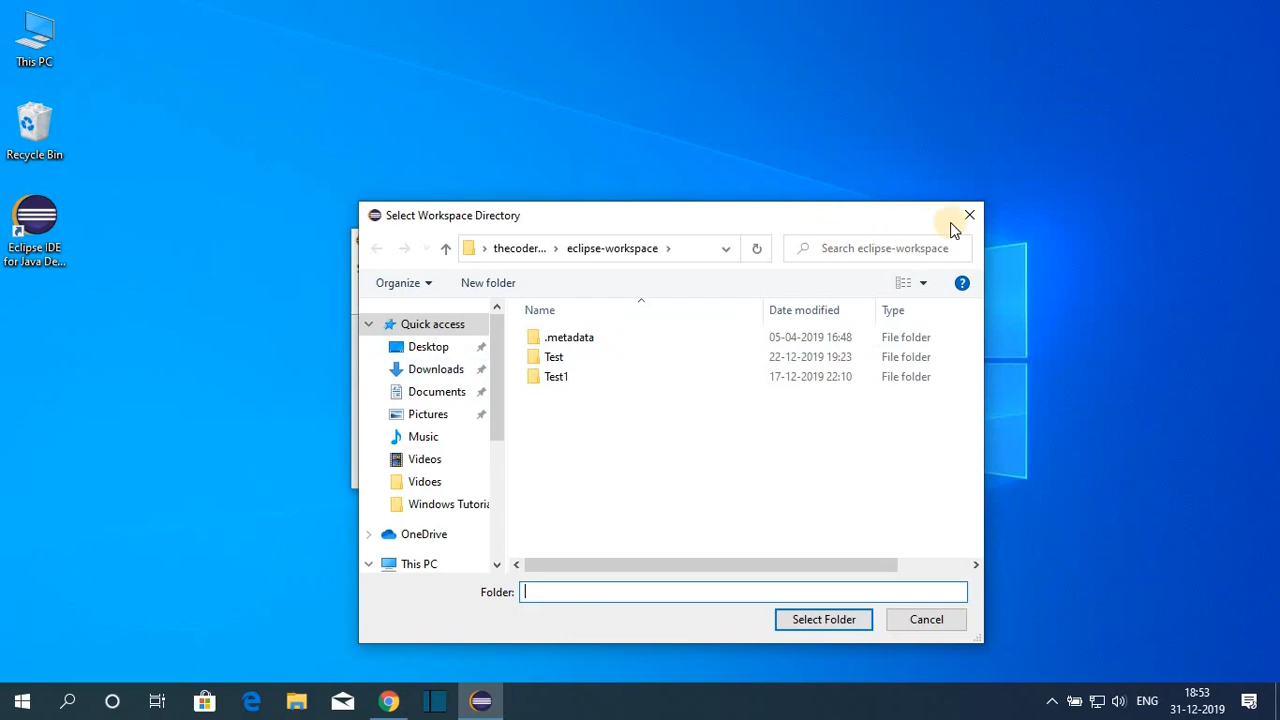 This PC
Recycle Bin
Eclipse IDE
for Java De...
Select Workspace Directory
thecoder... eclipse-workspace
Search eclipse-workspace
Organize New folder
Name Date modified Type
.metadata 05-04-2019 16:48 File folder
Test 22-12-2019 19:23 File folder
Test1 17-12-2019 22:10 File folder
Quick access
Desktop
Downloads
Documents
Pictures
Music
Videos
Vidoes
Windows Tutoria
OneDrive
This PC
Folder:
Select Folder Cancel
ENG
18:53
31-12-2019